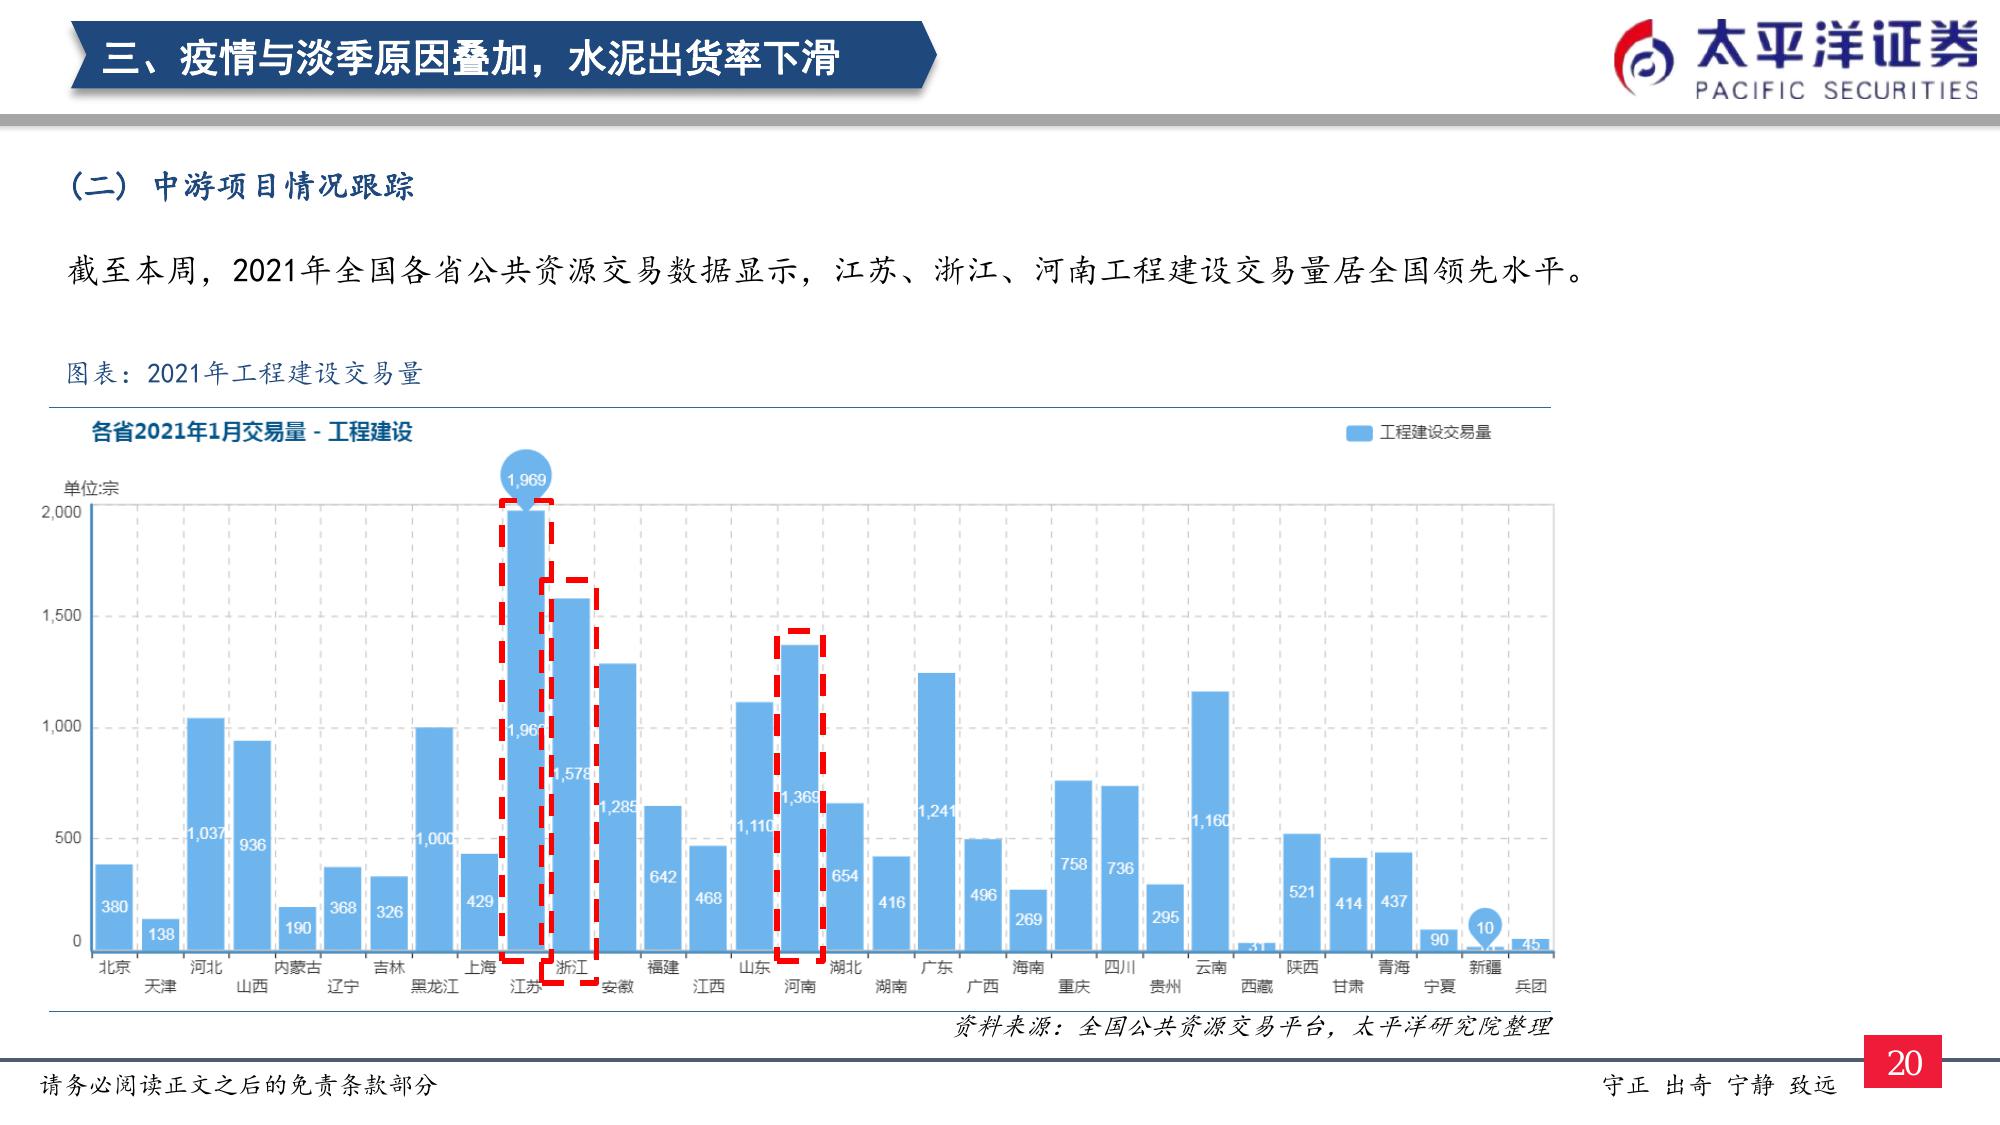 三、疫情与淡季原因叠加，水泥出货率下滑
太平洋证券
PACIFIC SECURITIES
(二) 中游项目情况跟踪
截至本周，2021年全国各省公共资源交易数据显示，江苏、浙江、河南工程建设交易量居全国领先水平。
图表：2021年工程建设交易量
各省2021年1月交易量 - 工程建设
工程建设交易量
单位:宗
1,969
2,000
1,500
1,000
500
0
380
138
1,037
936
190
368
326
1,000
429
1,578
1,285
642
468
1,110
1,369
654
416
1,241
496
269
758
736
295
1,160
31
521
414
437
90
10
45
北京 河北 内蒙古 吉林 上海 浙江 福建 山东 湖北 广东 海南 四川 云南 陕西 青海 新疆
天津 山西 辽宁 黑龙江 江苏 安徽 江西 河南 湖南 广西 重庆 贵州 西藏 甘肃 宁夏 兵团
资料来源：全国公共资源交易平台，太平洋研究院整理
请务必阅读正文之后的免责条款部分
守正 出奇 宁静 致远
20